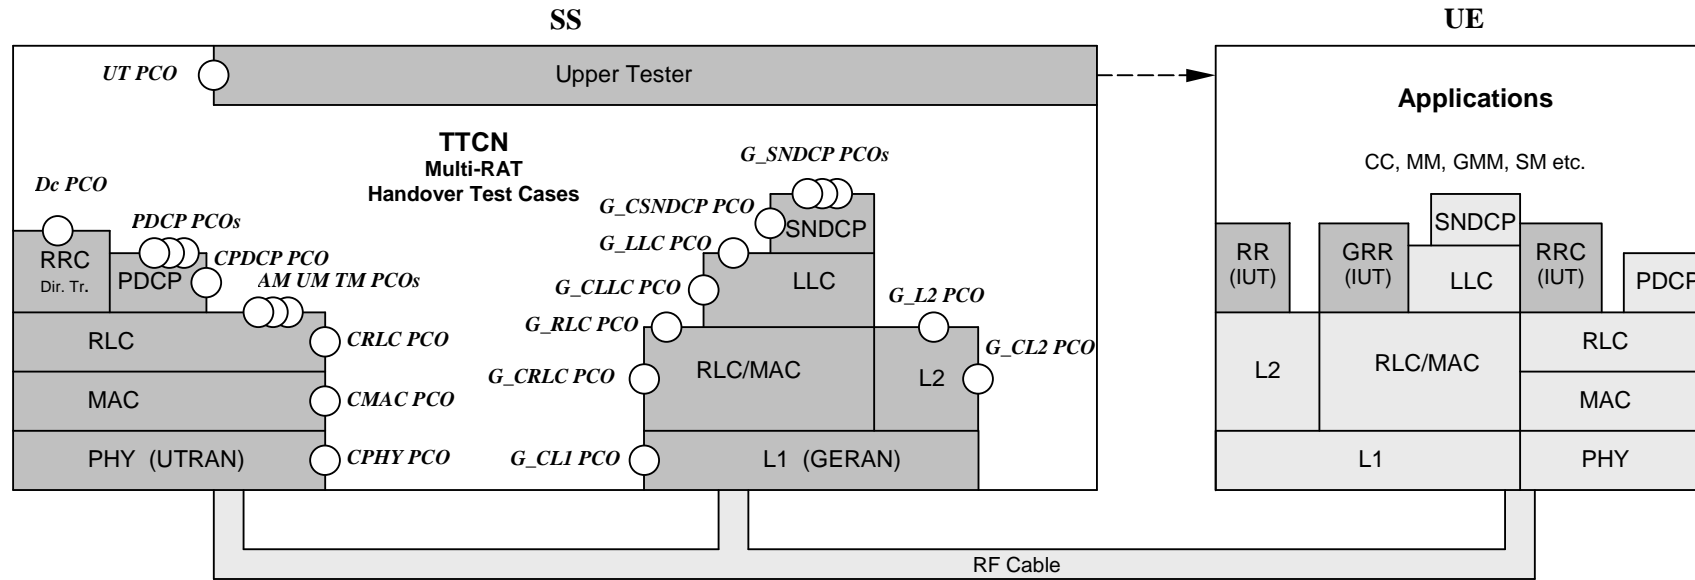 SS
UE
UT PCO
Upper Tester
Applications
TTCN
Multi-RAT
Handover Test Cases
G_SNDCP PCOs
CC, MM, GMM, SM etc.
Dc PCO
PDCP PCOs
G_CSNDCP PCO
SNDCP
SNDCP
G_LLC PCO
RRC
Dir. Tr.
PDCP
CPDCP PCO
AM UM TM PCOs
G_CLLC PCO
LLC
G_L2 PCO
RR
(IUT)
GRR
(IUT)
LLC
RRC
(IUT)
PDCP
G_RLC PCO
RLC
CRLC PCO
G_CL2 PCO
RLC
G_CRLC PCO
RLC/MAC
L2
L2
RLC/MAC
MAC
CMAC PCO
MAC
PHY (UTRAN)
CPHY PCO
G_CL1 PCO
L1 (GERAN)
L1
PHY
RF Cable